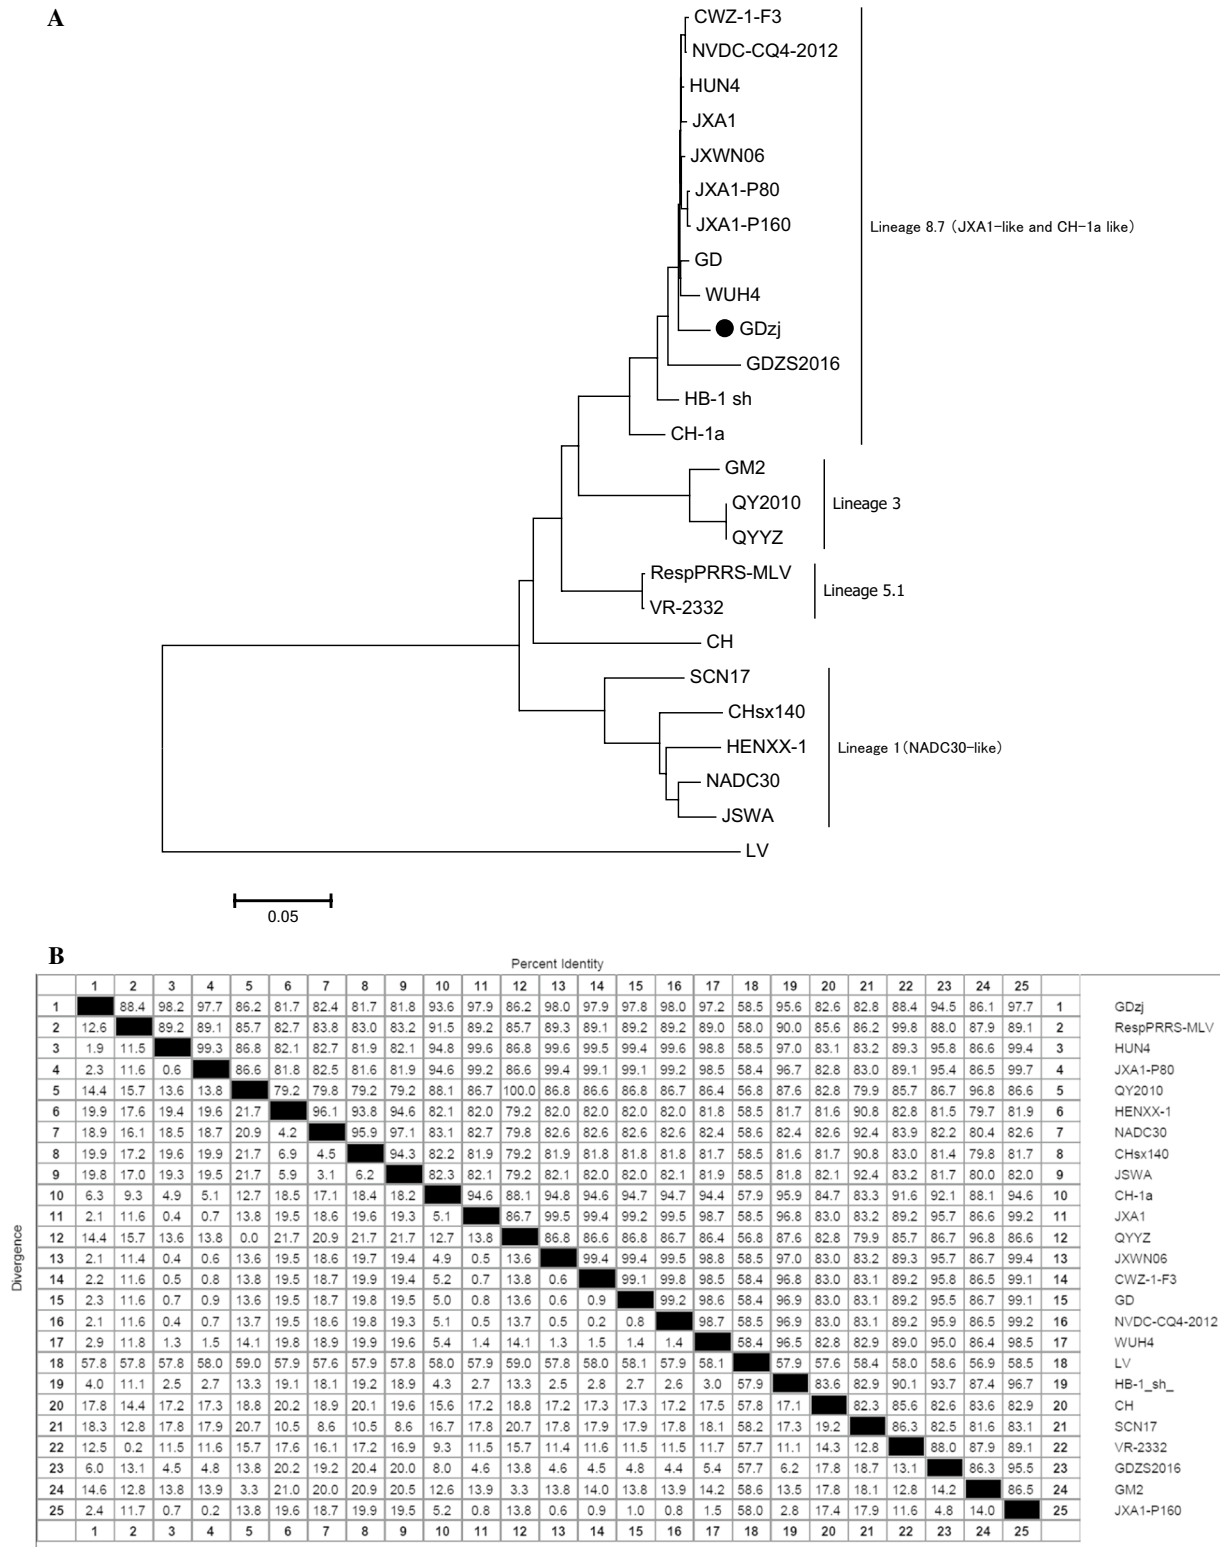 A
CWZ-1-F3
NVDC-CQ4-2012
HUN4
JXA1
JXWN06
JXA1-P80
JXA1-P160
Lineage 8.7 (JXA1-like and CH-1a like)
GD
WUH4
GDzj
GDZS2016
HB-1 sh
CH-1a
GM2
QY2010
Lineage 3
QYYZ
RespPRRS-MLV
Lineage 5.1
VR-2332
CH
SCN17
CHsx140
HENXX-1
Lineage 1(NADC30-like)
NADC30
JSWA
LV
0.05
B
Percent Identity
1 2 3 4 5 6 7 8 9 10 11 12 13 14 15 16 17 18 19 20 21 22 23 24 25
1 88.4 98.2 97.7 86.2 81.7 82.4 81.7 81.8 93.6 97.9 86.2 98.0 97.9 97.8 98.0 97.2 58.5 95.6 82.6 82.8 88.4 94.5 86.1 97.7 1 GDzj
2 12.6 89.2 89.1 85.7 82.7 83.8 83.0 83.2 91.5 89.2 85.7 89.3 89.1 89.2 89.2 89.0 58.0 90.0 85.6 86.2 99.8 88.0 87.9 89.1 2 RespPRRS-MLV
3 1.9 11.5 99.3 86.8 82.1 82.7 81.9 82.1 94.8 99.6 86.8 99.6 99.5 99.4 99.6 98.8 58.5 97.0 83.1 83.2 89.3 95.8 86.6 99.4 3 HUN4
4 2.3 11.6 0.6 86.6 81.8 82.5 81.6 81.9 94.6 99.2 86.6 99.4 99.1 99.1 99.2 98.5 58.4 96.7 82.8 83.0 89.1 95.4 86.5 99.7 4 JXA1-P80
5 14.4 15.7 13.6 13.8 79.2 79.8 79.2 79.2 88.1 86.7 100.0 86.8 86.6 86.8 86.7 86.4 56.8 87.6 82.8 79.9 85.7 86.7 96.8 86.6 5 QY2010
6 19.9 17.6 19.4 19.6 21.7 96.1 93.8 94.6 82.1 82.0 79.2 82.0 82.0 82.0 82.0 81.8 58.5 81.7 81.6 90.8 82.8 81.5 79.7 81.9 6 HENXX-1
7 18.9 16.1 18.5 18.7 20.9 4.2 95.9 97.1 83.1 82.7 79.8 82.6 82.6 82.6 82.6 82.4 58.6 82.4 82.6 92.4 83.9 82.2 80.4 82.6 7 NADC30
8 19.9 17.2 19.6 19.9 21.7 6.9 4.5 94.3 82.2 81.9 79.2 81.9 81.8 81.8 81.8 81.7 58.5 81.6 81.7 90.8 83.0 81.4 79.8 81.7 8 CHsx140
9 19.8 17.0 19.3 19.5 21.7 5.9 3.1 6.2 82.3 82.1 79.2 82.1 82.0 82.0 82.1 81.9 58.5 81.8 82.1 92.4 83.2 81.7 80.0 82.0 9 JSWA
10 6.3 9.3 4.9 5.1 12.7 18.5 17.1 18.4 18.2 94.6 88.1 94.8 94.6 94.7 94.7 94.4 57.9 95.9 84.7 83.3 91.6 92.1 88.1 94.6 10 CH-1a
11 2.1 11.6 0.4 0.7 13.8 19.5 18.6 19.6 19.3 5.1 86.7 99.5 99.4 99.2 99.5 98.7 58.5 96.8 83.0 83.2 89.2 95.7 86.6 99.2 11 JXA1
12 14.4 15.7 13.6 13.8 0.0 21.7 20.9 21.7 21.7 12.7 13.8 86.8 86.6 86.8 86.7 86.4 56.8 87.6 82.8 79.9 85.7 86.7 96.8 86.6 12 QYYZ
13 2.1 11.4 0.4 0.6 13.6 19.5 18.6 19.7 19.4 4.9 0.5 13.6 99.4 99.4 99.5 98.8 58.5 97.0 83.0 83.2 89.3 95.7 86.7 99.4 13 JXWN06
14 2.2 11.6 0.5 0.8 13.8 19.5 18.7 19.9 19.4 5.2 0.7 13.8 0.6 99.1 99.8 98.5 58.4 96.8 83.0 83.1 89.2 95.8 86.5 99.1 14 CWZ-1-F3
15 2.3 11.6 0.7 0.9 13.6 19.5 18.7 19.8 19.5 5.0 0.8 13.6 0.6 0.9 99.2 98.6 58.4 96.9 83.0 83.1 89.2 95.5 86.7 99.1 15 GD
16 2.1 11.6 0.4 0.7 13.7 19.5 18.6 19.8 19.3 5.1 0.5 13.7 0.5 0.2 0.8 98.7 58.5 96.9 83.0 83.1 89.2 95.9 86.5 99.2 16 NVDC-CQ4-2012
17 2.9 11.8 1.3 1.5 14.1 19.8 18.9 19.9 19.6 5.4 1.4 14.1 1.3 1.5 1.4 1.4 58.4 96.5 82.8 82.9 89.0 95.0 86.4 98.5 17 WUH4
18 57.8 57.8 57.8 58.0 59.0 57.9 57.6 57.9 57.8 58.0 57.9 59.0 57.8 58.0 58.1 57.9 58.1 57.9 57.6 58.4 58.0 58.6 56.9 58.5 18 LV
19 4.0 11.1 2.5 2.7 13.3 19.1 18.1 19.2 18.9 4.3 2.7 13.3 2.5 2.8 2.7 2.6 3.0 57.9 83.6 82.9 90.1 93.7 87.4 96.7 19 HB-1_sh_
20 17.8 14.4 17.2 17.3 18.8 20.2 18.9 20.1 19.6 15.6 17.2 18.8 17.2 17.3 17.3 17.2 17.5 57.8 17.1 82.3 85.6 82.6 83.6 82.9 20 CH
21 18.3 12.8 17.8 17.9 20.7 10.5 8.6 10.5 8.6 16.7 17.8 20.7 17.8 17.9 17.9 17.8 18.1 58.2 17.3 19.2 86.3 82.5 81.6 83.1 21 SCN17
22 12.5 0.2 11.5 11.6 15.7 17.6 16.1 17.2 16.9 9.3 11.5 15.7 11.4 11.6 11.5 11.5 11.7 57.7 11.1 14.3 12.8 88.0 87.9 89.1 22 VR-2332
23 6.0 13.1 4.5 4.8 13.8 20.2 19.2 20.4 20.0 8.0 4.6 13.8 4.6 4.5 4.8 4.4 5.4 57.7 6.2 17.8 18.7 13.1 86.3 95.5 23 GDZS2016
24 14.6 12.8 13.8 13.9 3.3 21.0 20.0 20.9 20.5 12.6 13.9 3.3 13.8 14.0 13.8 13.9 14.2 58.6 13.5 17.8 18.1 12.8 14.2 86.5 24 GM2
25 2.4 11.7 0.7 0.2 13.8 19.6 18.7 19.9 19.5 5.2 0.8 13.8 0.6 0.9 1.0 0.8 1.5 58.0 2.8 17.4 17.9 11.6 4.8 14.0 25 JXA1-P160
1 2 3 4 5 6 7 8 9 10 11 12 13 14 15 16 17 18 19 20 21 22 23 24 25
Divergence